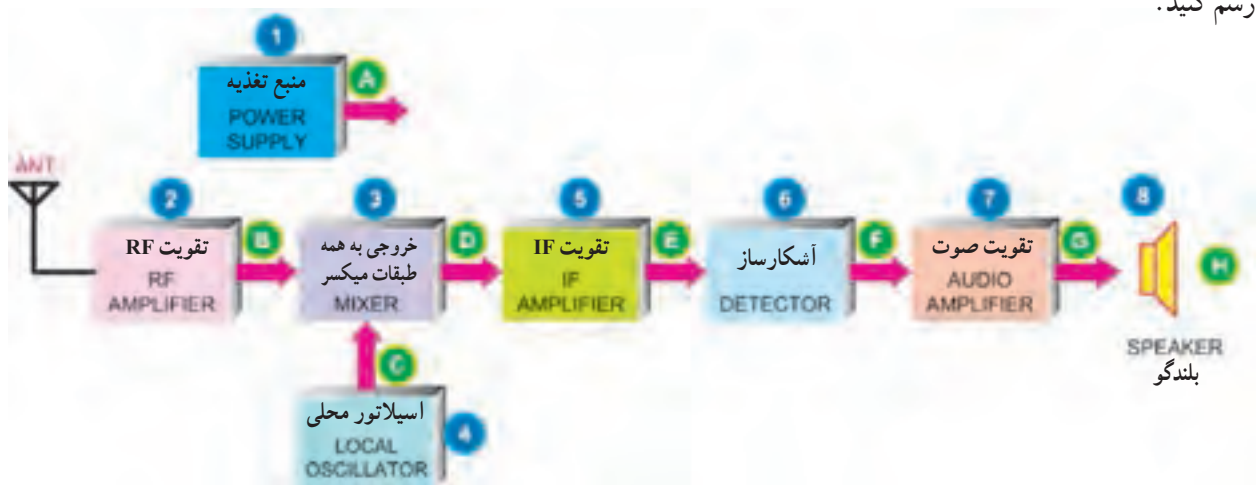 رسم کنید.
1
منبع تغذیه
POWER
SUPPLY
A
ANT
2
تقویت RF
RF
AMPLIFIER
B
3
خروجی به همه
طبقات میکسر
MIXER
D
5
تقویت IF
IF
AMPLIFIER
E
6
آشکارساز
DETECTOR
F
7
تقویت صوت
AUDIO
AMPLIFIER
G
8
H
SPEAKER
بلندگو
C
اسیلاتور محلی
LOCAL
OSCILLATOR
4